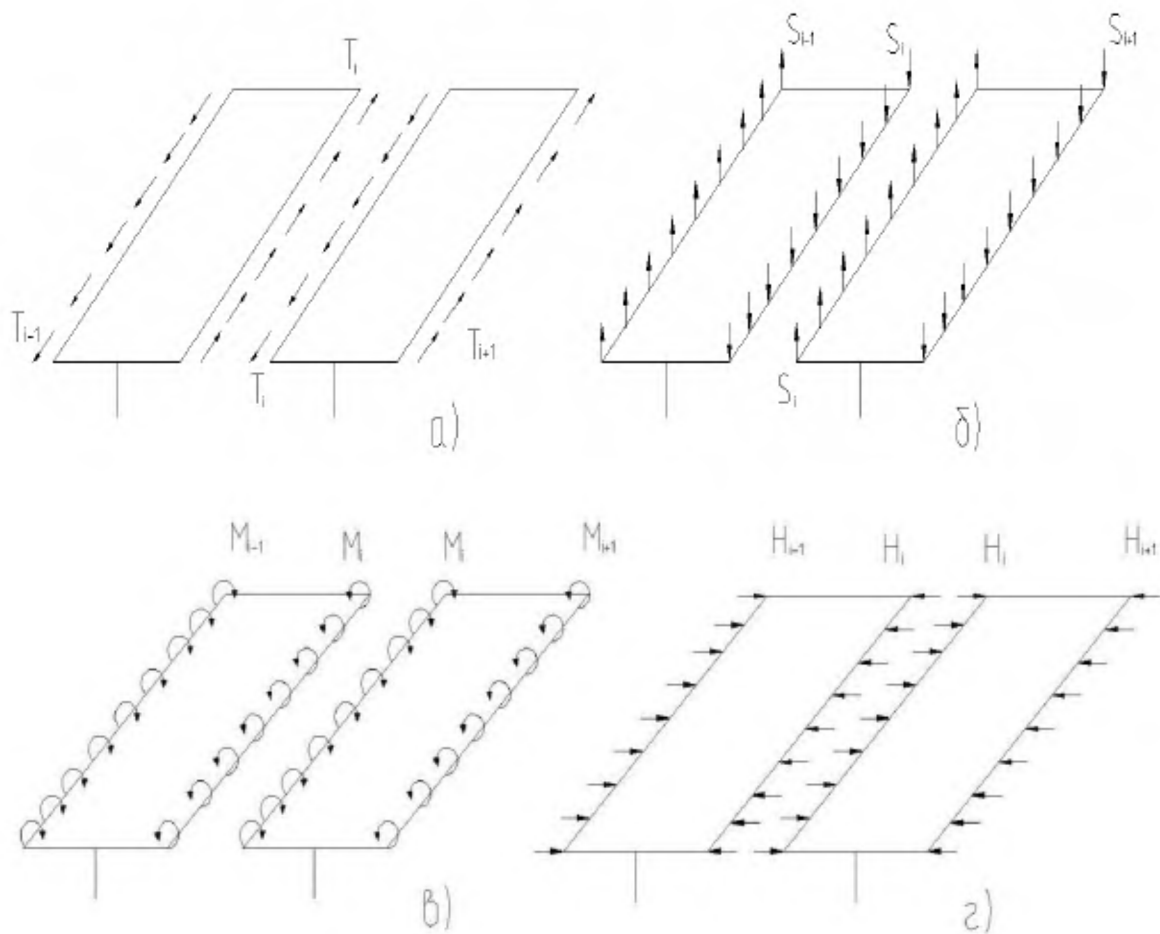 Tᵢ
Tᵢ₋₁
Tᵢ
Tᵢ₊₁
а)
Sᵢ₋₁ Sᵢ Sᵢ₊₁
Sᵢ
б)
Mᵢ₋₁ Mᵢ Mᵢ Mᵢ₊₁
в)
Hᵢ₋₁ Hᵢ Hᵢ Hᵢ₊₁
г)